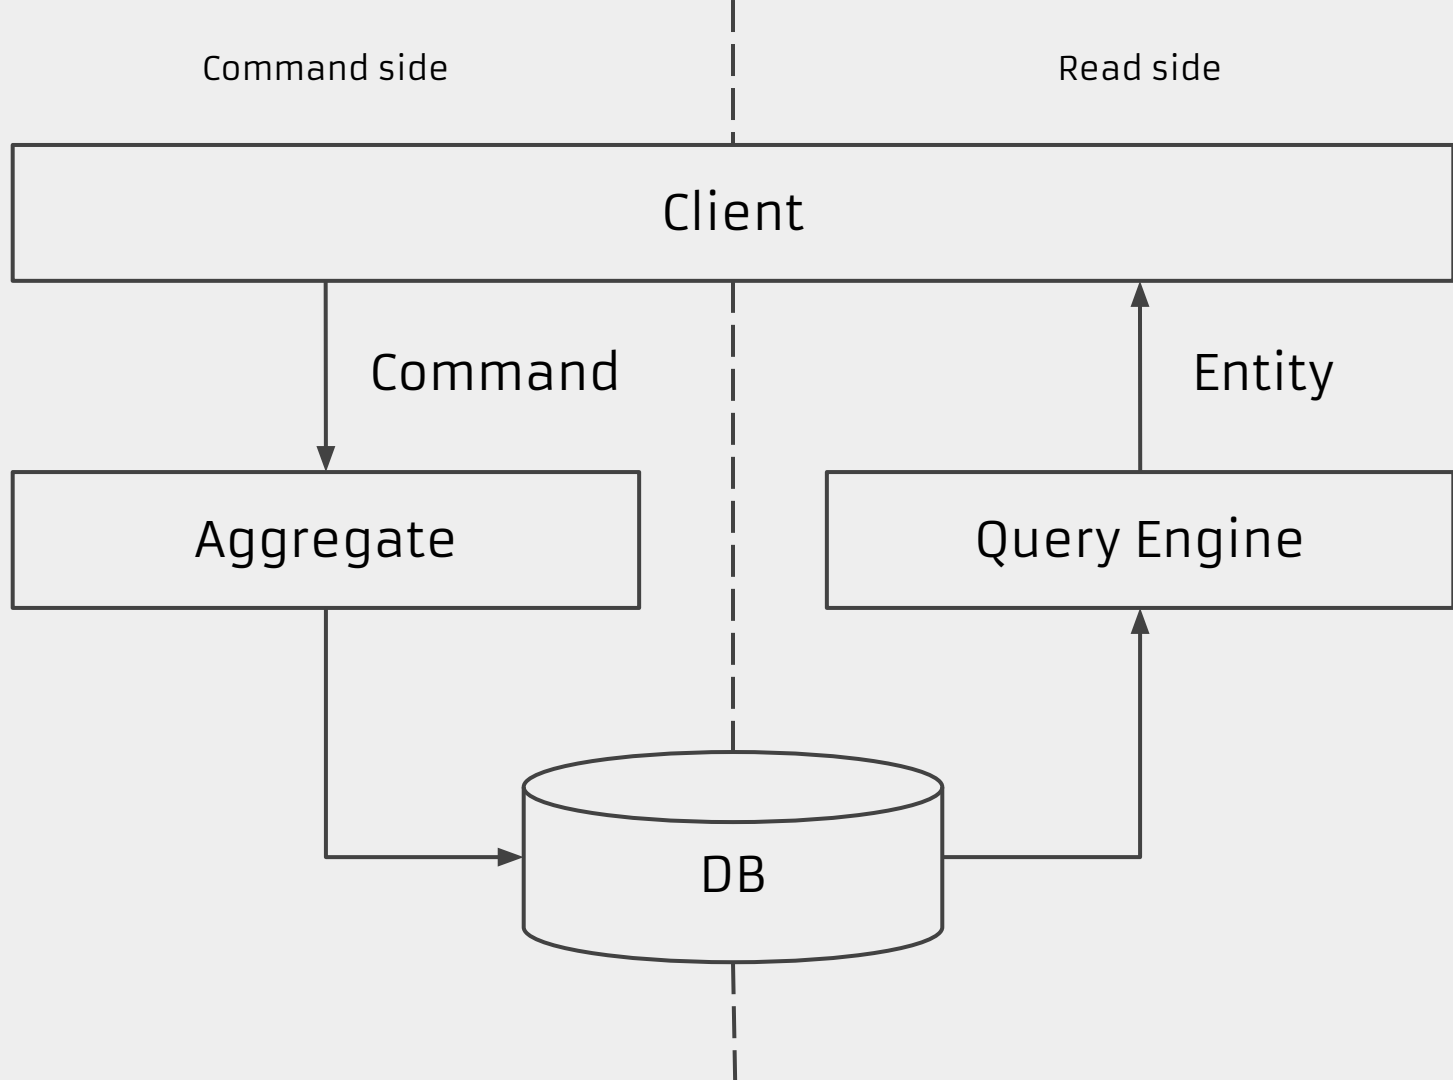 Command side
Read side
Client
Command
Entity
Aggregate
Query Engine
DB